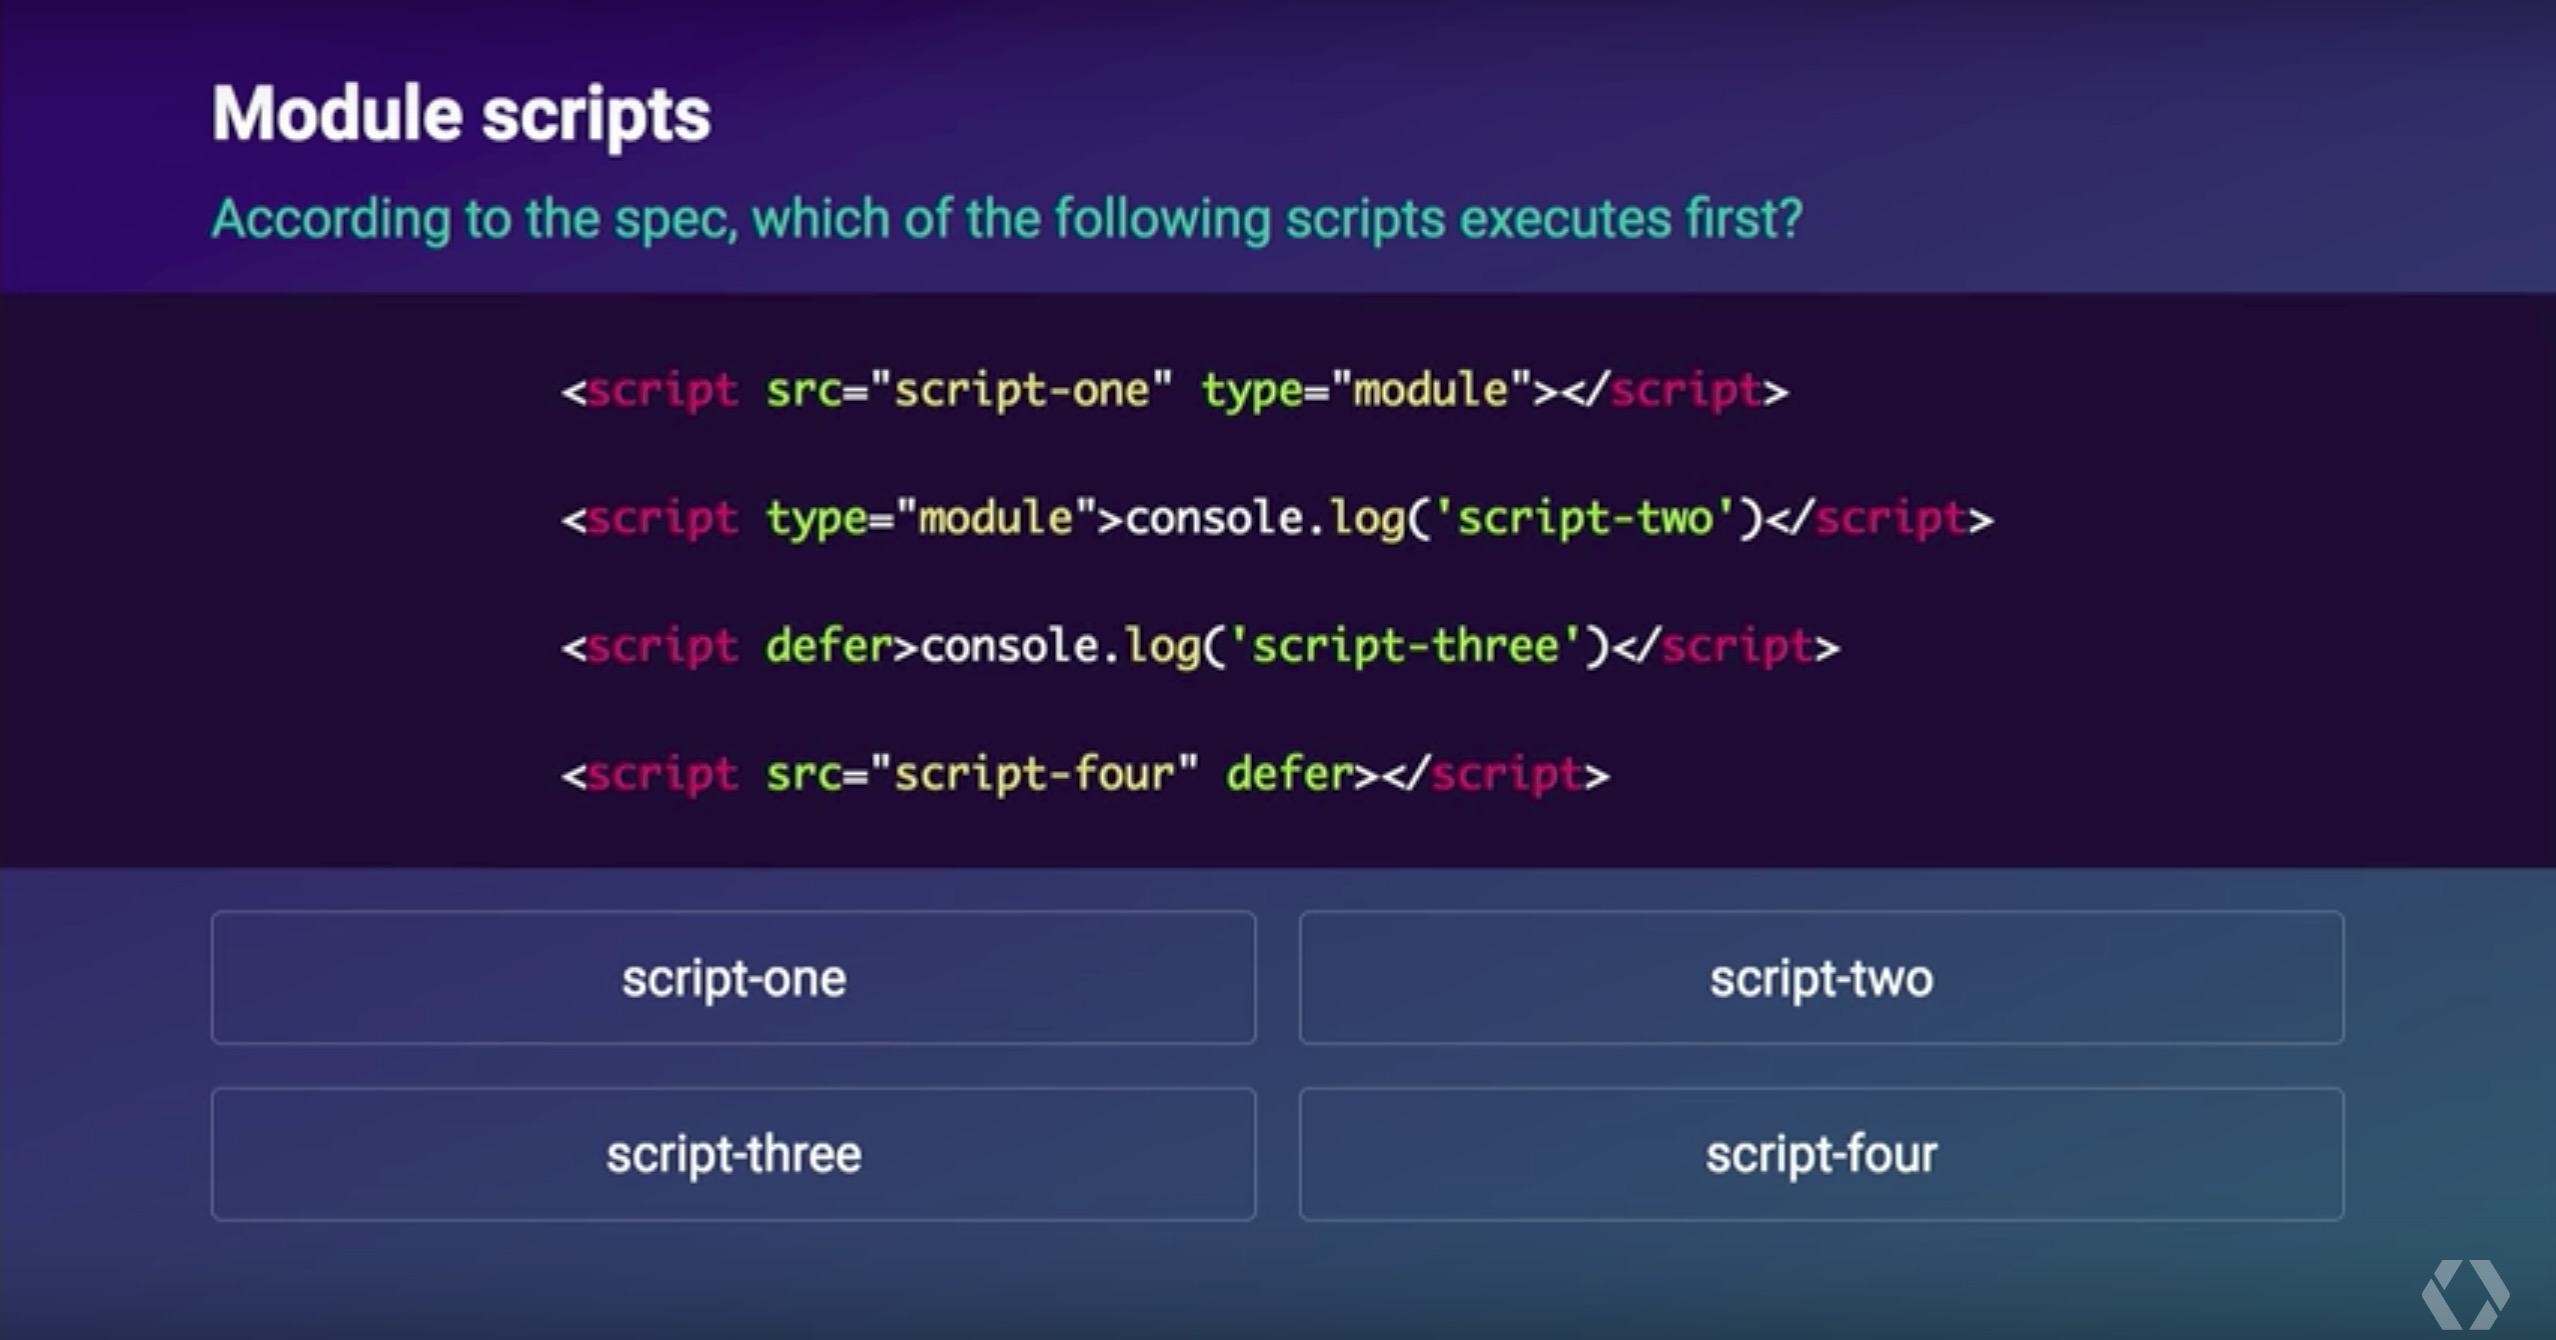 Module scripts
According to the spec, which of the following scripts executes first?
<script src="script-one" type="module"></script>
<script type="module">console.log('script-two')</script>
<script defer>console.log('script-three')</script>
<script src="script-four" defer></script>
script-one
script-two
script-three
script-four